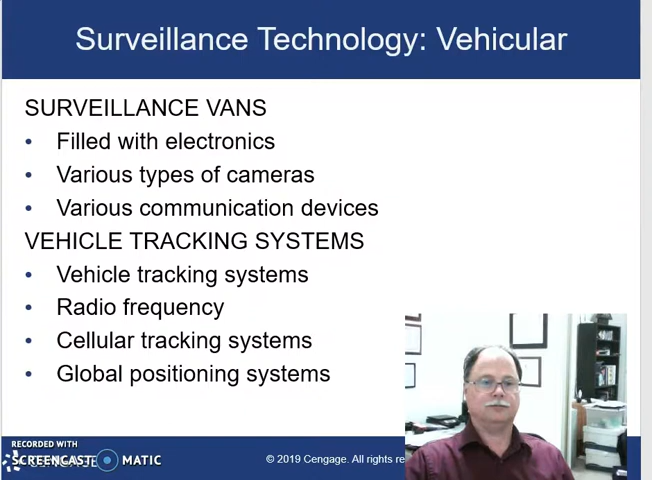 Surveillance Technology: Vehicular
SURVEILLANCE VANS
• Filled with electronics
• Various types of cameras
• Various communication devices
VEHICLE TRACKING SYSTEMS
• Vehicle tracking systems
• Radio frequency
• Cellular tracking systems
• Global positioning systems
RECORDED WITH
SCREENCAST MATIC
© 2019 Cengage. All rights re